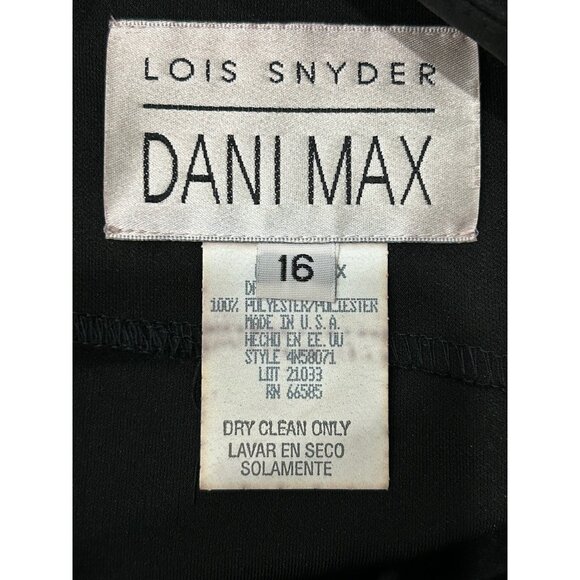 LOIS SNYDER
DANI MAX
16
X
100% POLYESTER/POLIESTER
MADE IN U.S.A.
HECHO EN EE.UU
STYLE 4N58071
LOT 21033
RN 66585
DRY CLEAN ONLY
LAVAR EN SECO
SOLAMENTE